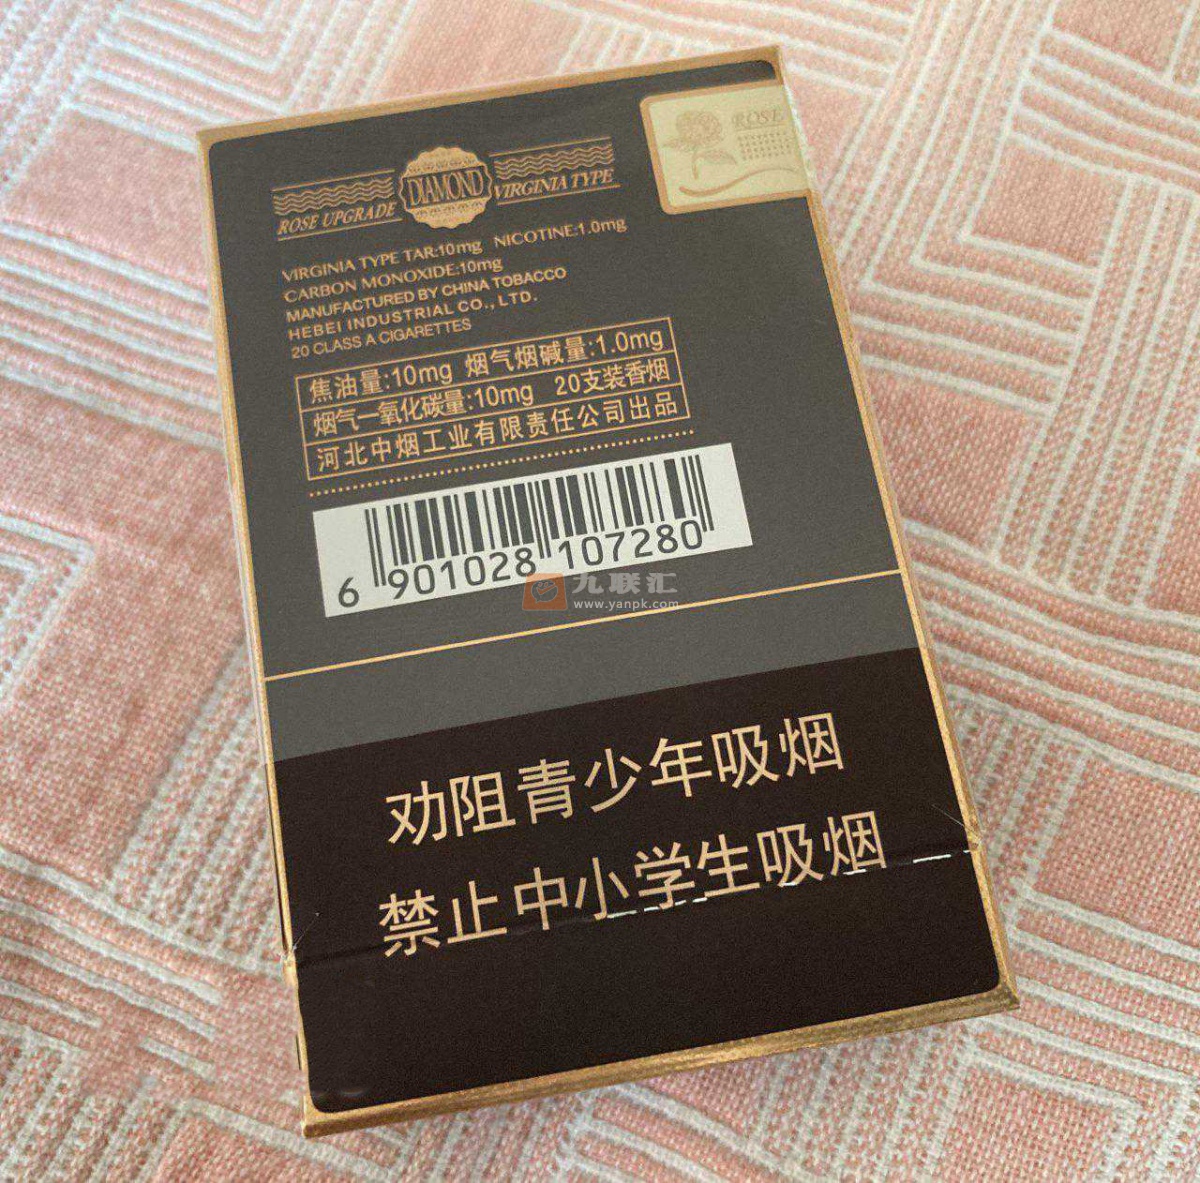 ROSE
DIAMOND
ROSE UPGRADE
VIRGINIA TYPE
VIRGINIA TYPE TAR:10mg NICOTINE:1.0mg
CARBON MONOXIDE:10mg
MANUFACTURED BY CHINA TOBACCO
HEBEI INDUSTRIAL CO., LTD.
20 CLASS A CIGARETTES
焦油量:10mg 烟气烟碱量:1.0mg
烟气一氧化碳量:10mg 20支装香烟
河北中烟工业有限责任公司出品
6 901028 107280
九联汇
www.yanpk.com
劝阻青少年吸烟
禁止中小学生吸烟